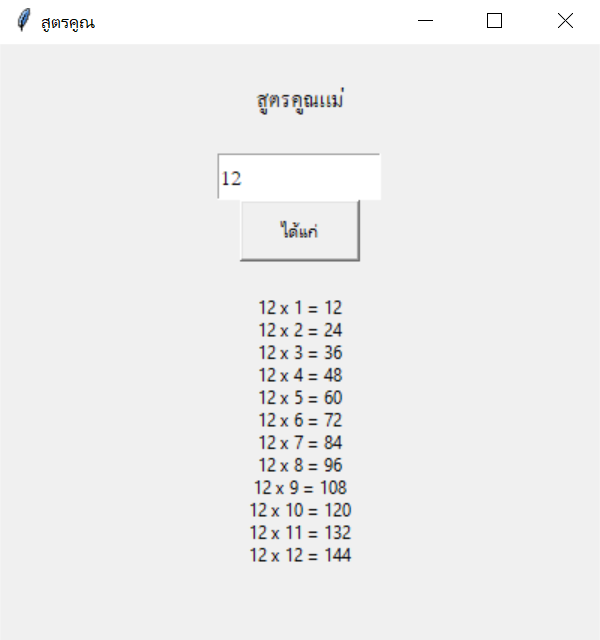 สูตรคูณ
สูตรคูณแม่
12
ได้แก่
12 x 1 = 12
12 x 2 = 24
12 x 3 = 36
12 x 4 = 48
12 x 5 = 60
12 x 6 = 72
12 x 7 = 84
12 x 8 = 96
12 x 9 = 108
12 x 10 = 120
12 x 11 = 132
12 x 12 = 144